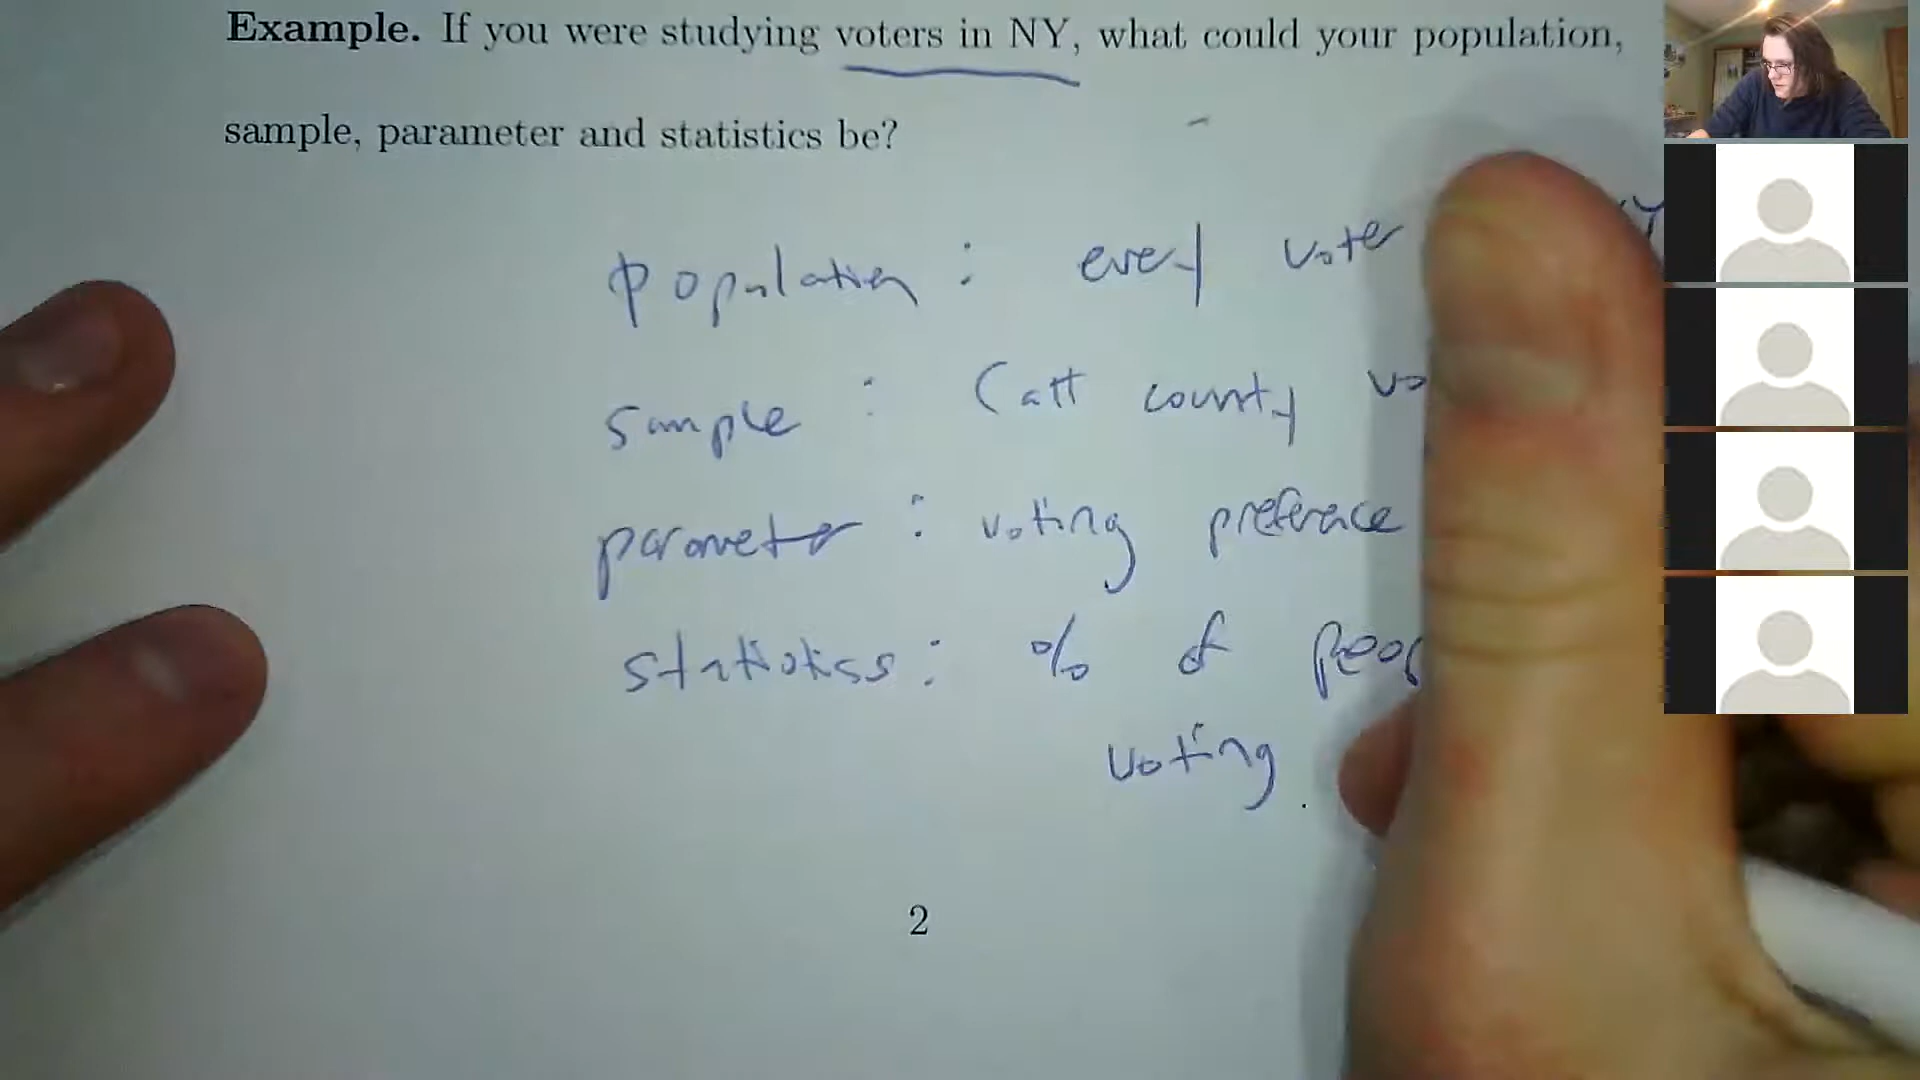 Example. If you were studying voters in NY, what could your population,
sample, parameter and statistics be?
population : every voter
sample : Catt county
parameter : voting preference
statistics : % of
voting.
2